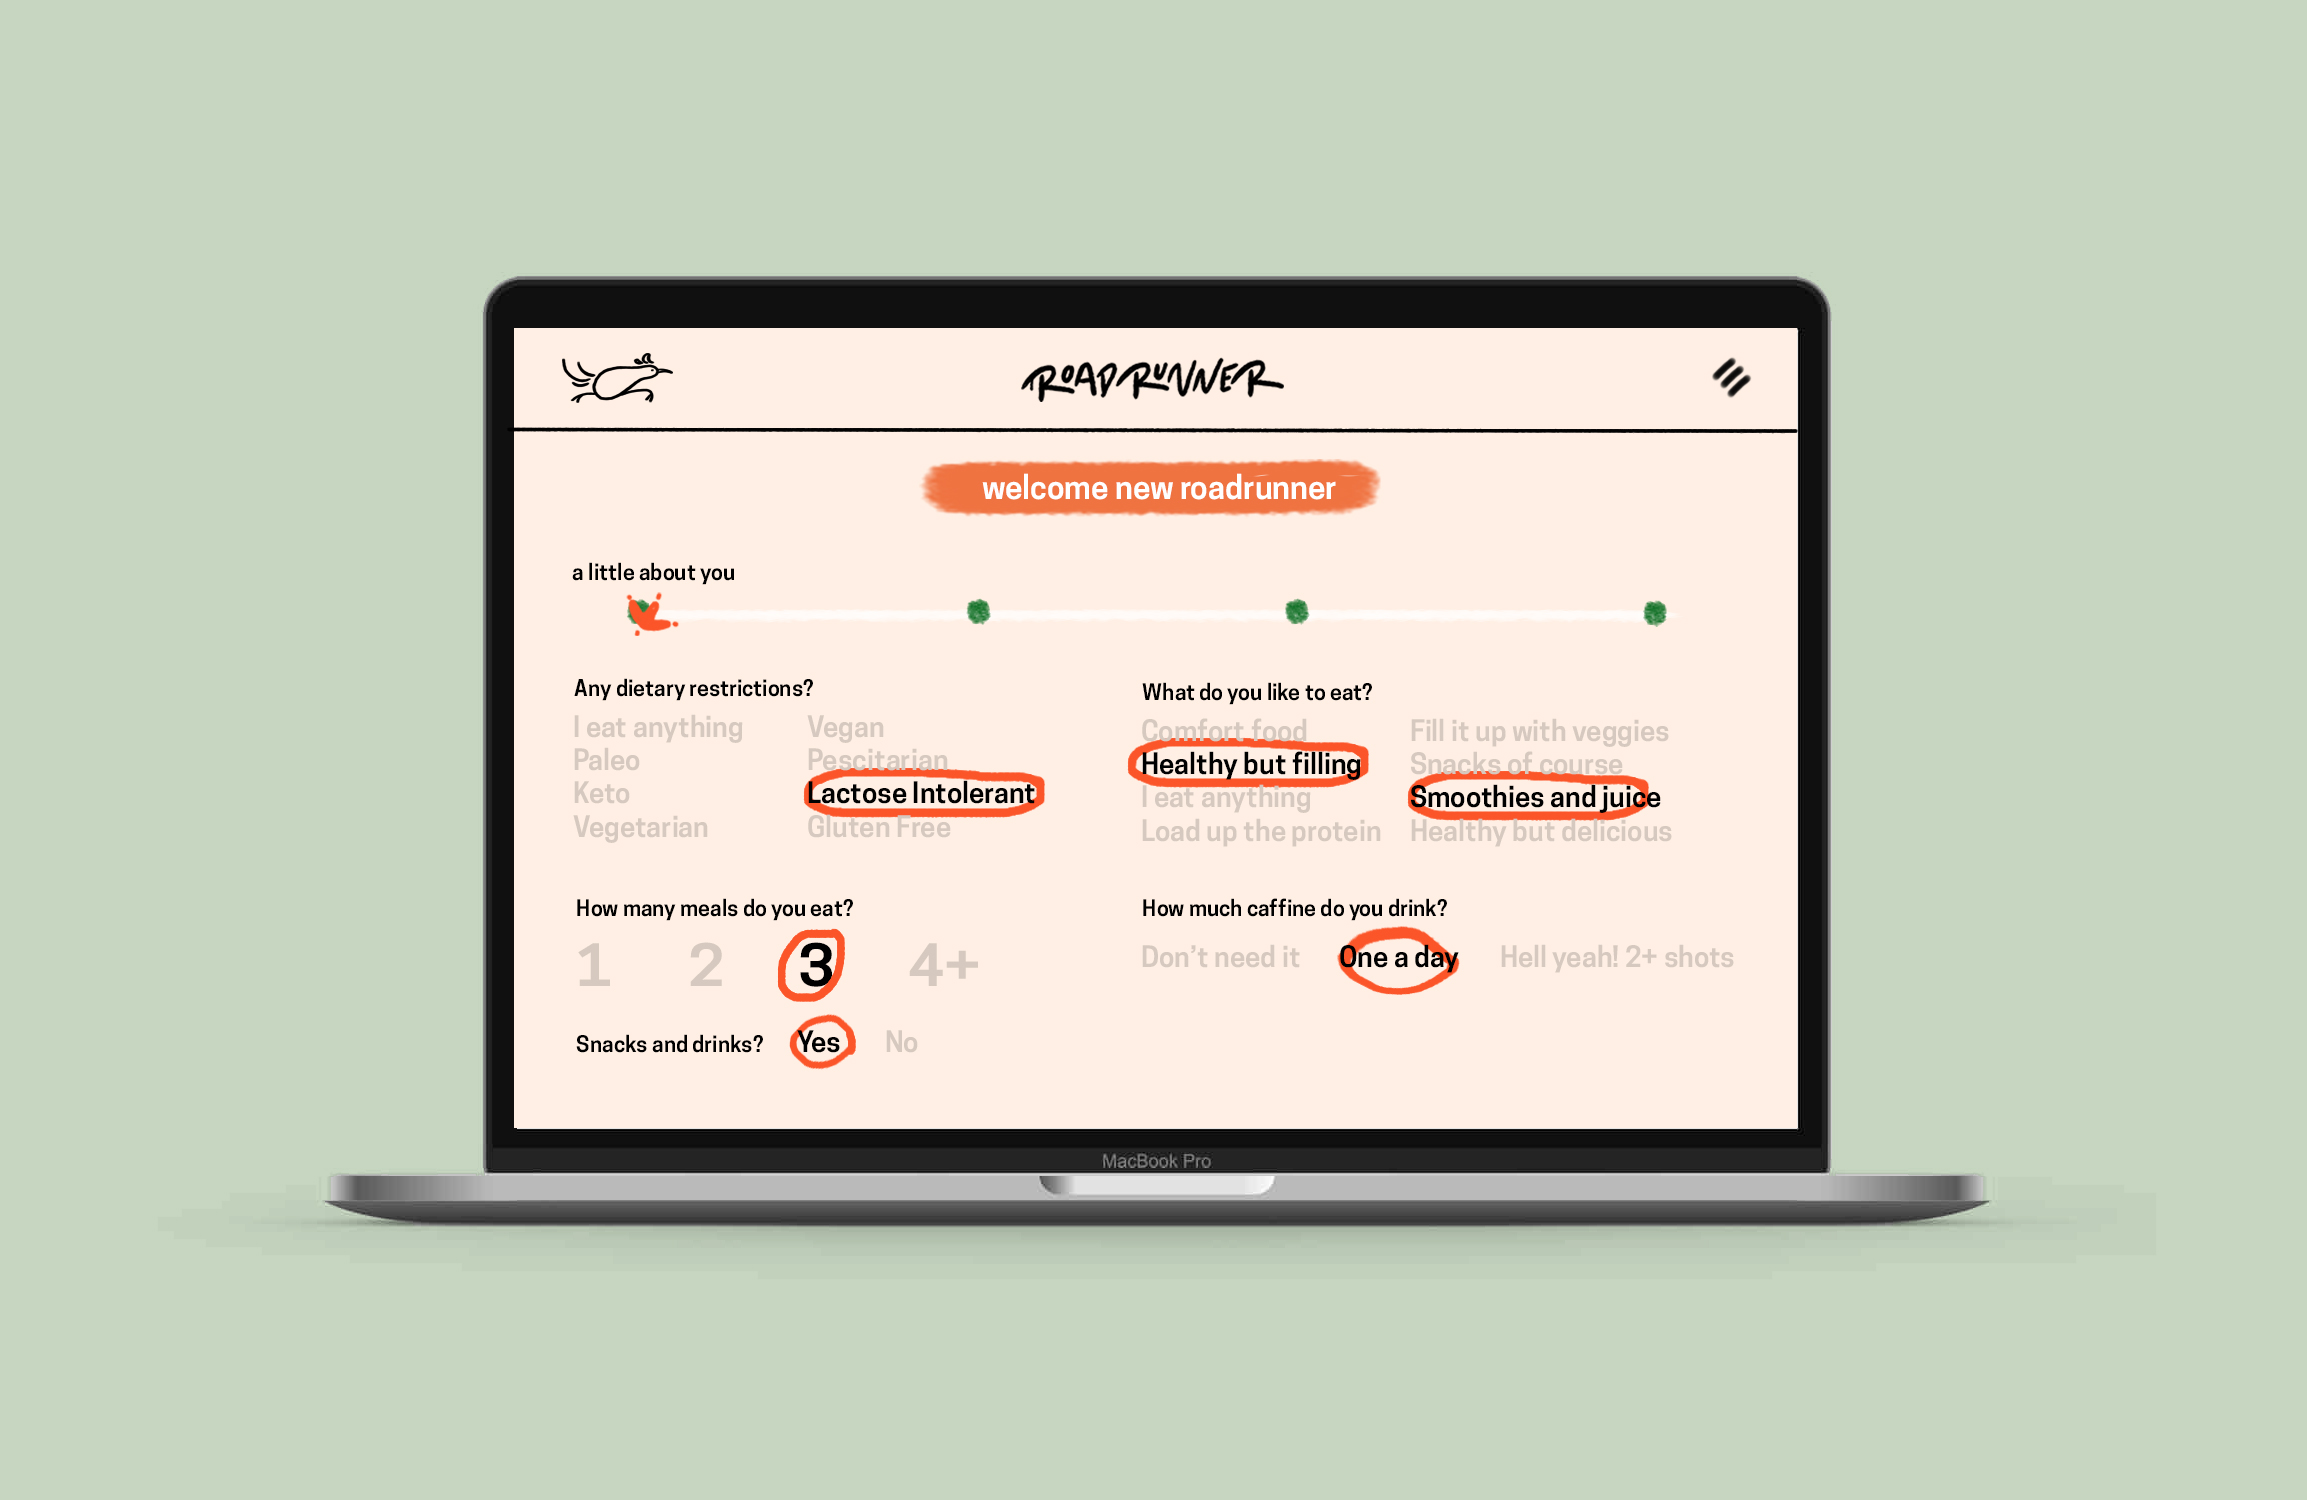 ROADRUNNER
welcome new roadrunner
a little about you
Any dietary restrictions?
I eat anything
Paleo
Keto
Vegetarian
Vegan
Pescitarian
Lactose Intolerant
Gluten Free
What do you like to eat?
Comfort food
Healthy but filling
I eat anything
Load up the protein
Fill it up with veggies
Snacks of course
Smoothies and juice
Healthy but delicious
How many meals do you eat?
1 2 3 4+
Snacks and drinks? Yes No
How much caffine do you drink?
Don't need it One a day Hell yeah! 2+ shots
MacBook Pro